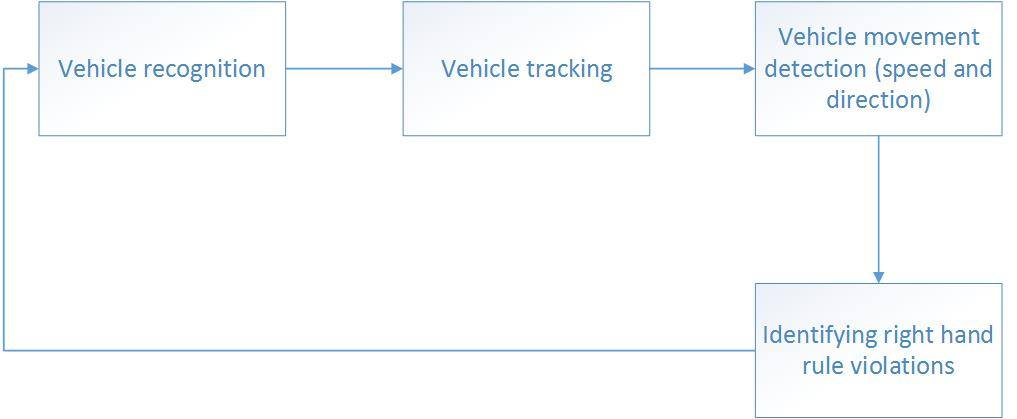 Vehicle recognition
Vehicle tracking
Vehicle movement
detection (speed and
direction)
Identifying right hand
rule violations